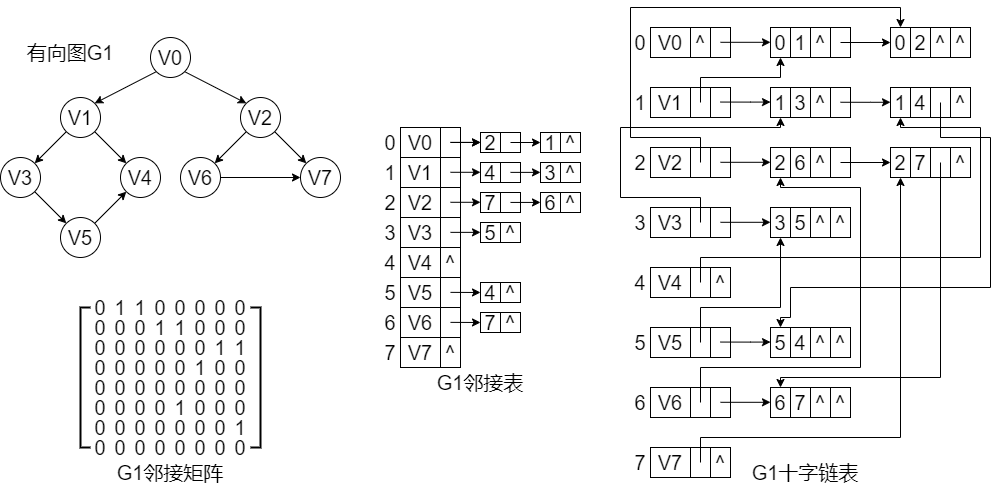 有向图G1
V0
V1 V2
V3 V4 V6 V7
V5
0 1 1 0 0 0 0 0
0 0 0 1 1 0 0 0
0 0 0 0 0 0 1 1
0 0 0 0 0 1 0 0
0 0 0 0 0 0 0 0
0 0 0 0 1 0 0 0
0 0 0 0 0 0 0 1
0 0 0 0 0 0 0 0
G1邻接矩阵
0 V0 2 1 ^
1 V1 4 3 ^
2 V2 7 6 ^
3 V3 5 ^
4 V4 ^
5 V5 4 ^
6 V6 7 ^
7 V7 ^
G1邻接表
0 V0 ^ 0 1 ^ 0 2 ^ ^
1 V1 1 3 ^ 1 4 ^
2 V2 2 6 ^ 2 7 ^
3 V3 3 5 ^ ^
4 V4 ^
5 V5 5 4 ^ ^
6 V6 6 7 ^ ^
7 V7 ^
G1十字链表